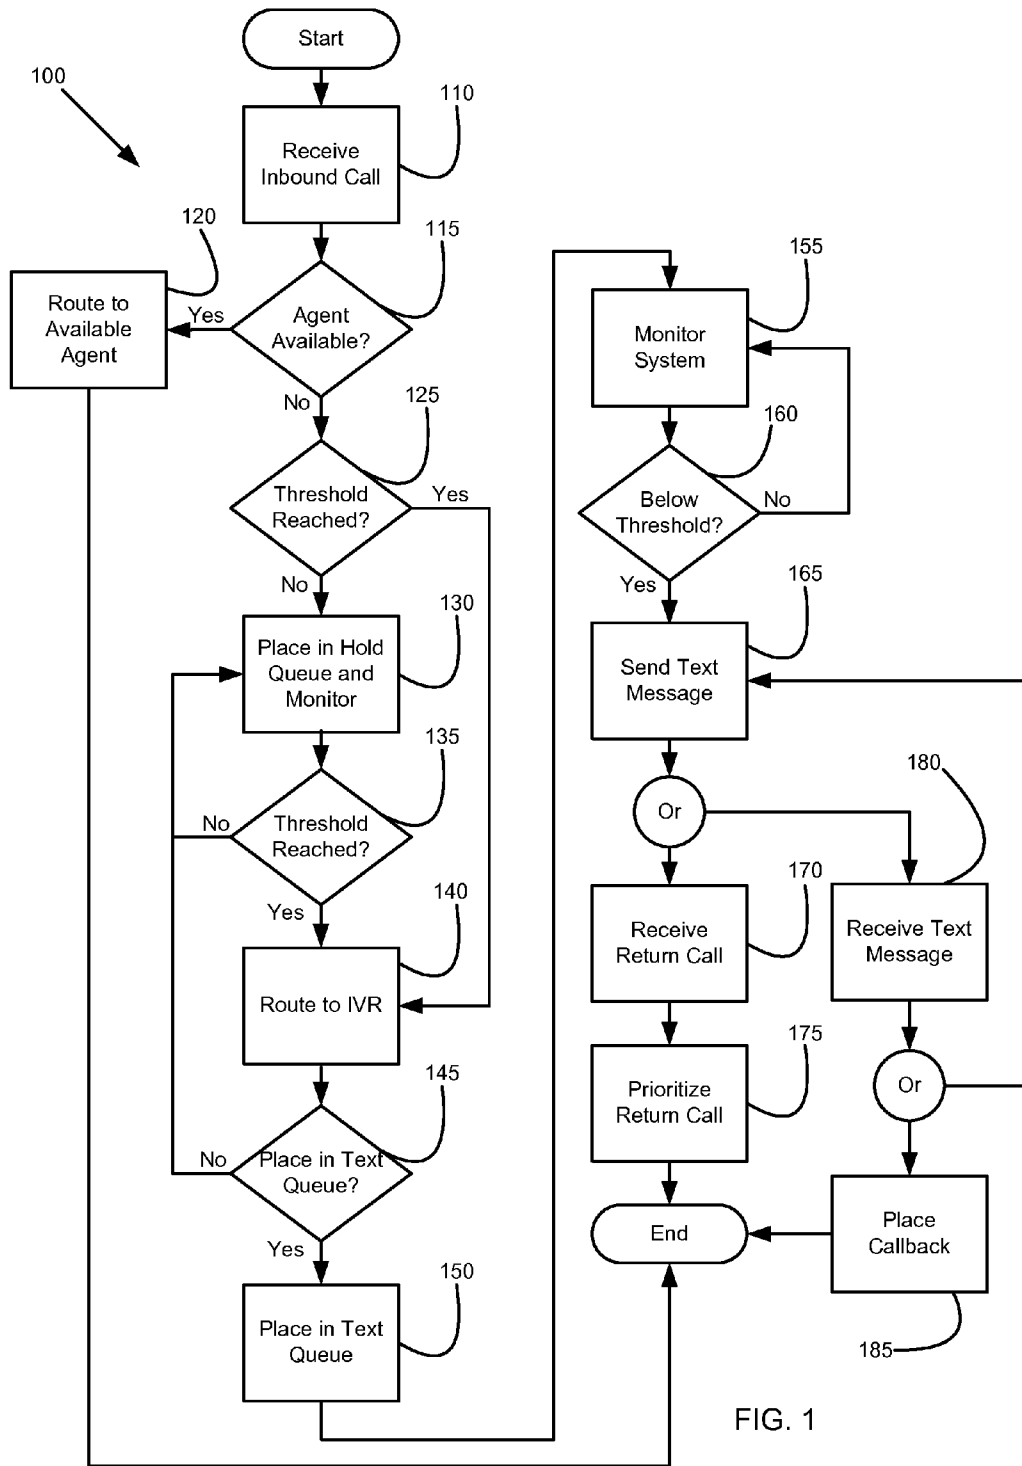 Start
100
110
Receive
Inbound Call
115
120
Route to
Available
Agent
Yes
Agent
Available?
No
125
Threshold
Reached?
Yes
No
130
Place in Hold
Queue and
Monitor
135
No
Threshold
Reached?
Yes
140
Route to IVR
145
No
Place in Text
Queue?
Yes
150
Place in Text
Queue
155
Monitor
System
160
Below
Threshold?
No
Yes
165
Send Text
Message
Or
180
170
Receive
Return Call
Receive Text
Message
175
Prioritize
Return Call
Or
End
Place
Callback
185
FIG. 1